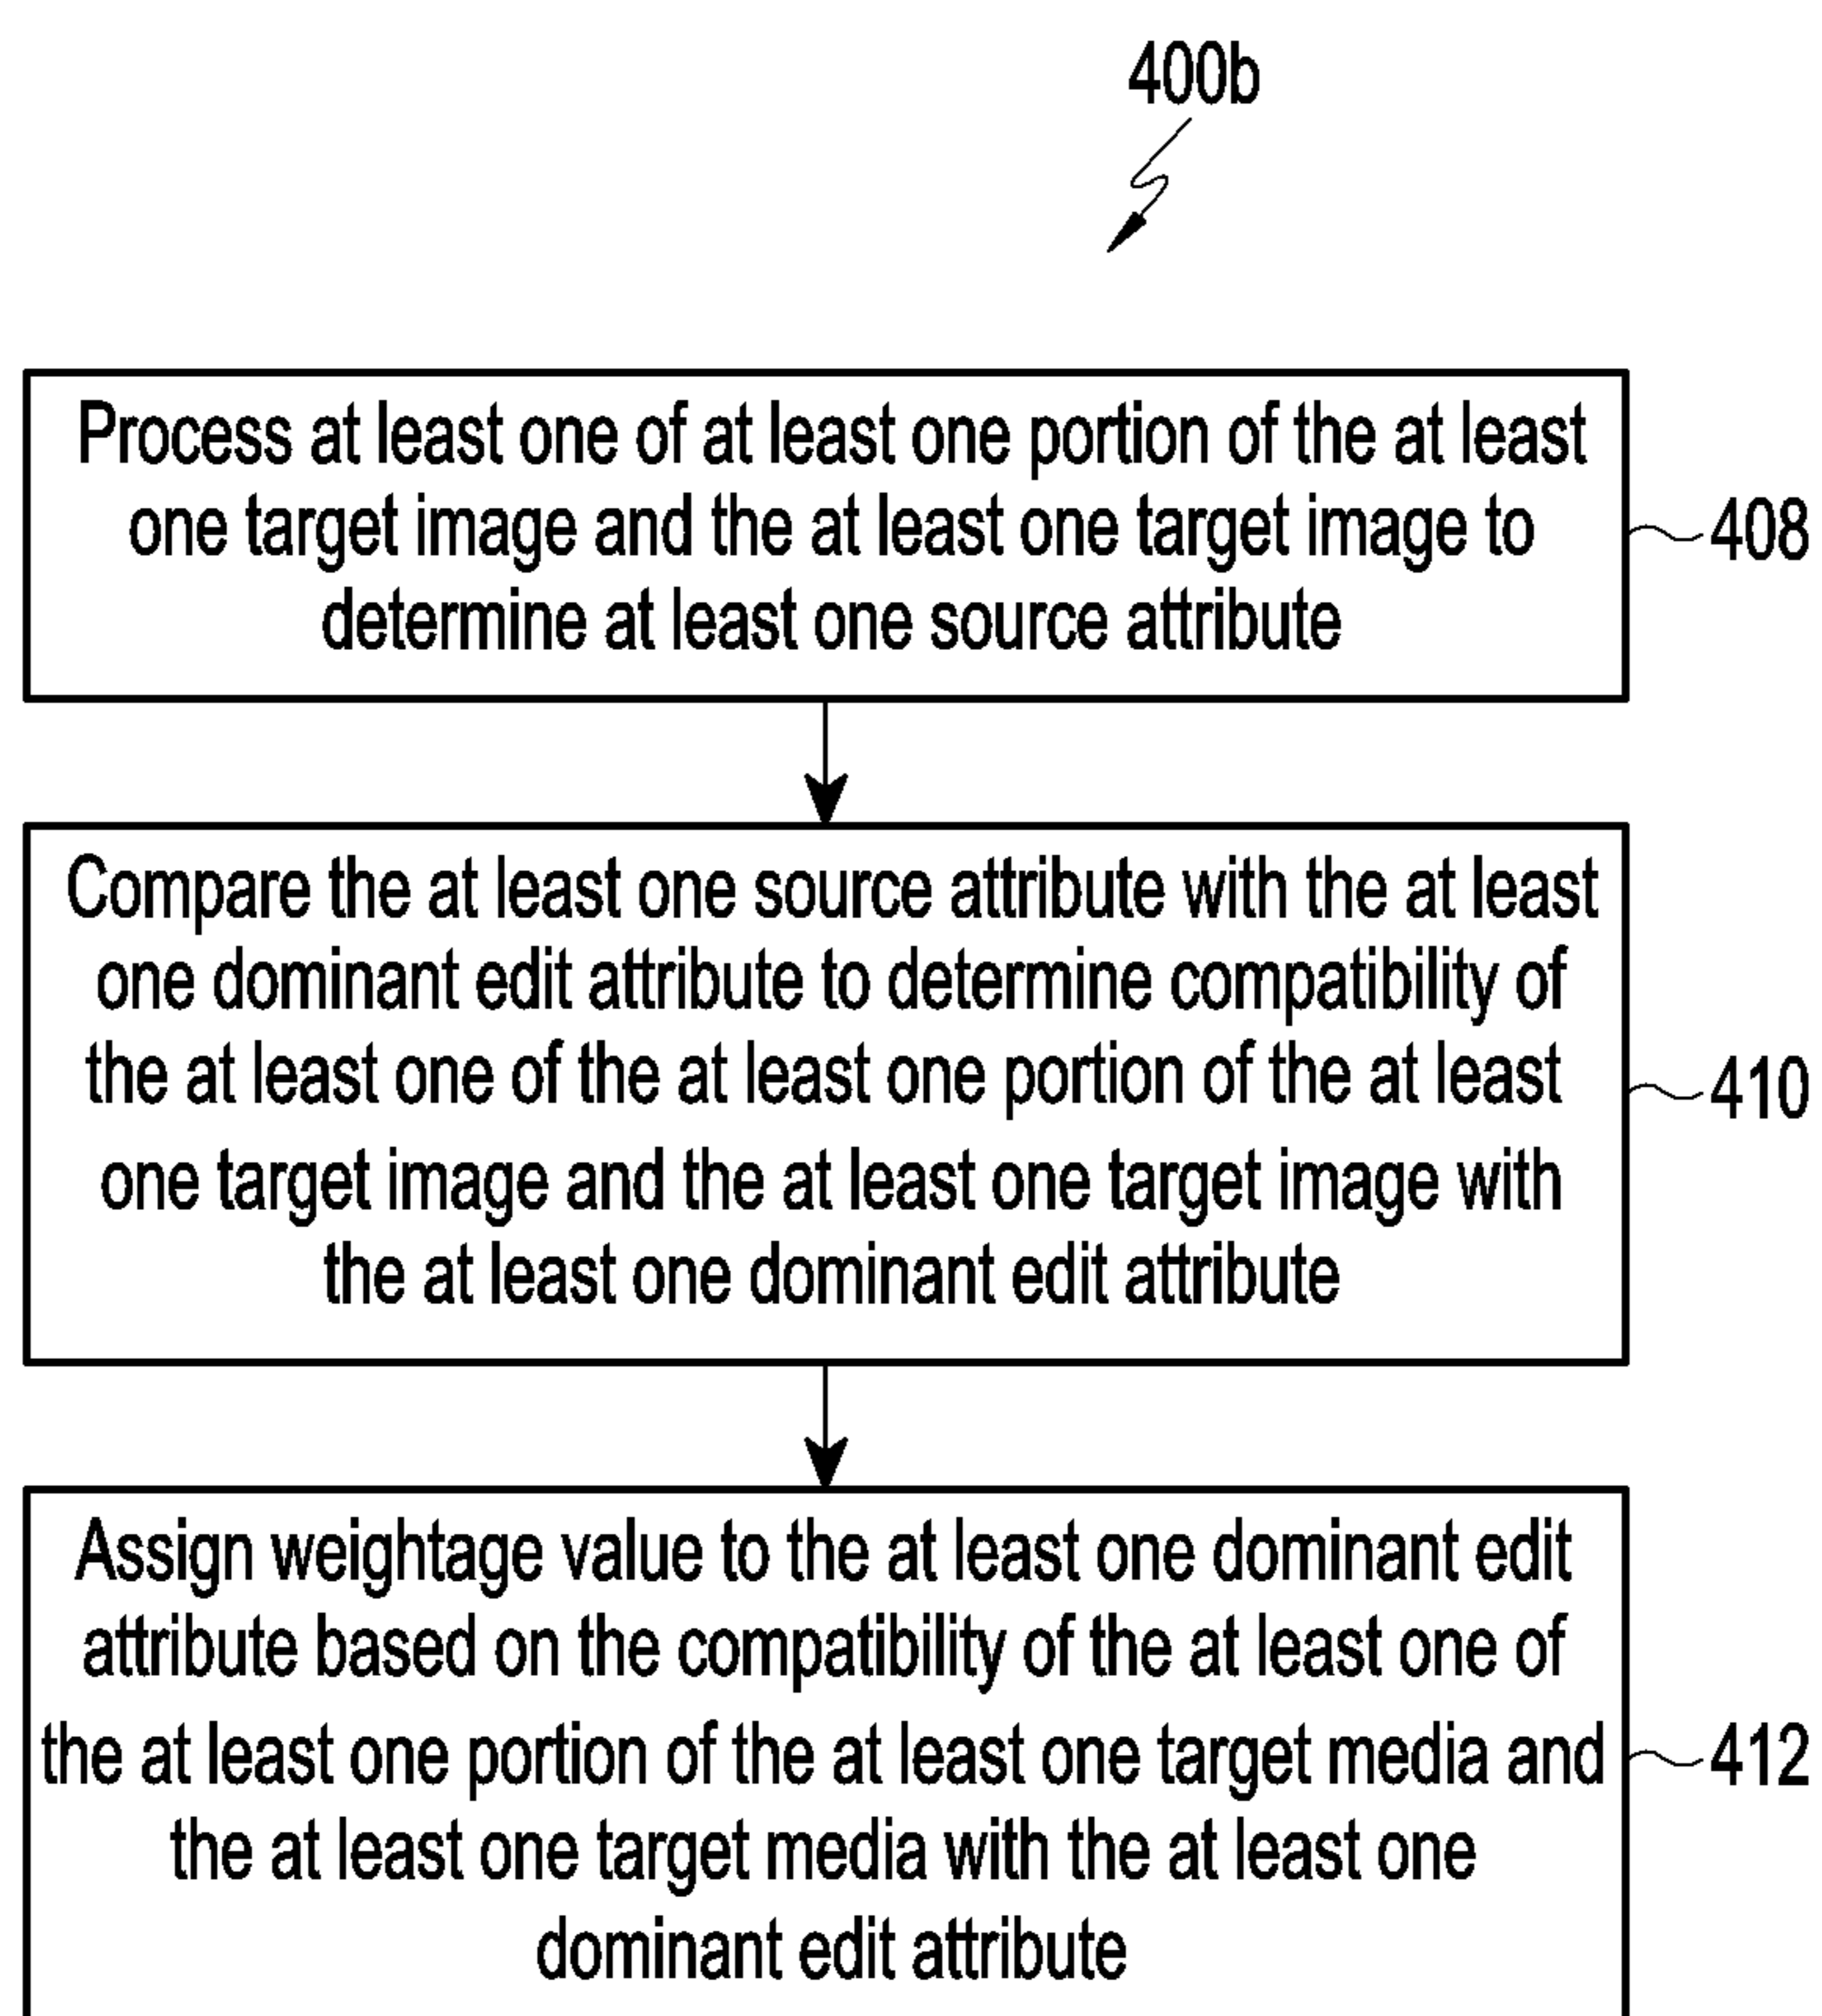 400b
Process at least one of at least one portion of the at least
one target image and the at least one target image to
determine at least one source attribute
408
Compare the at least one source attribute with the at least
one dominant edit attribute to determine compatibility of
the at least one of the at least one portion of the at least
one target image and the at least one target image with
the at least one dominant edit attribute
410
Assign weightage value to the at least one dominant edit
attribute based on the compatibility of the at least one of
the at least one portion of the at least one target media and
the at least one target media with the at least one
dominant edit attribute
412